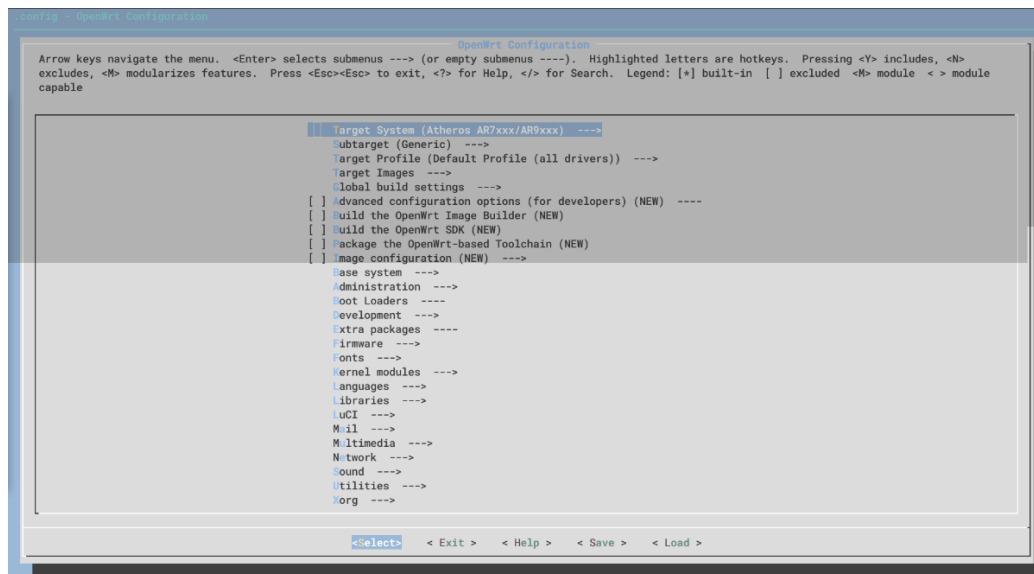 .config - OpenWrt Configuration
OpenWrt Configuration
Arrow keys navigate the menu.  <Enter> selects submenus ---> (or empty submenus ----).  Highlighted letters are hotkeys.  Pressing <Y> includes, <N>
excludes, <M> modularizes features.  Press <Esc><Esc> to exit, <?> for Help, </> for Search.  Legend: [*] built-in  [ ] excluded  <M> module  < > module
capable
Target System (Atheros AR7xxx/AR9xxx)  --->
Subtarget (Generic)  --->
Target Profile (Default Profile (all drivers))  --->
Target Images  --->
Global build settings  --->
[ ] Advanced configuration options (for developers) (NEW)  ----
[ ] Build the OpenWrt Image Builder (NEW)
[ ] Build the OpenWrt SDK (NEW)
[ ] Package the OpenWrt-based Toolchain (NEW)
[ ] Image configuration (NEW)  --->
Base system  --->
Administration  --->
Boot Loaders  ----
Development  --->
Extra packages  ----
Firmware  --->
Fonts  --->
Kernel modules  --->
Languages  --->
Libraries  --->
LuCI  --->
Mail  --->
Multimedia  --->
Network  --->
Sound  --->
Utilities  --->
Xorg  --->
<Select>    < Exit >    < Help >    < Save >    < Load >